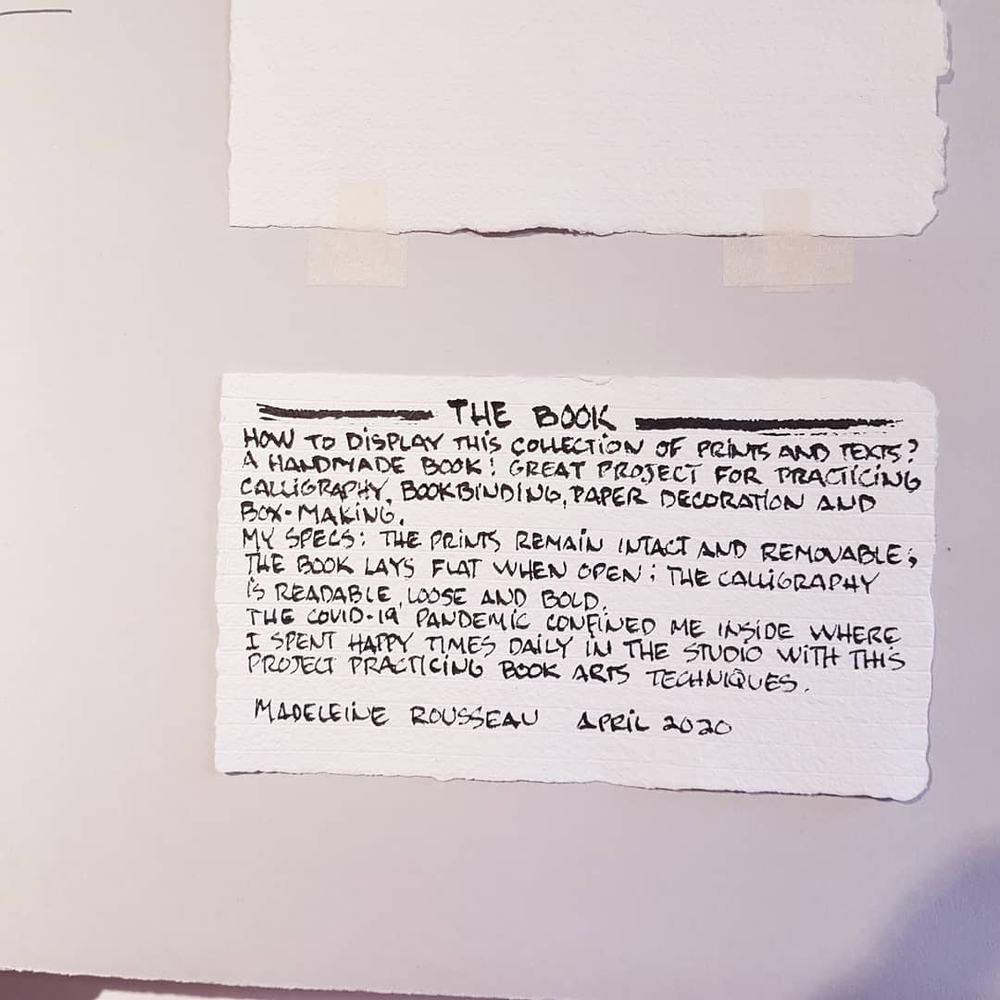 THE BOOK
HOW TO DISPLAY THIS COLLECTION OF PRINTS AND TEXTS?
A HANDMADE BOOK! GREAT PROJECT FOR PRACTICING
CALLIGRAPHY, BOOKBINDING, PAPER DECORATION AND
BOX-MAKING.
MY SPECS: THE PRINTS REMAIN INTACT AND REMOVABLE;
THE BOOK LAYS FLAT WHEN OPEN; THE CALLIGRAPHY
IS READABLE, LOOSE AND BOLD.
THE COVID-19 PANDEMIC CONFINED ME INSIDE WHERE
I SPENT HAPPY TIMES DAILY IN THE STUDIO WITH THIS
PROJECT PRACTICING BOOK ARTS TECHNIQUES.
MADELEINE ROUSSEAU APRIL 2020